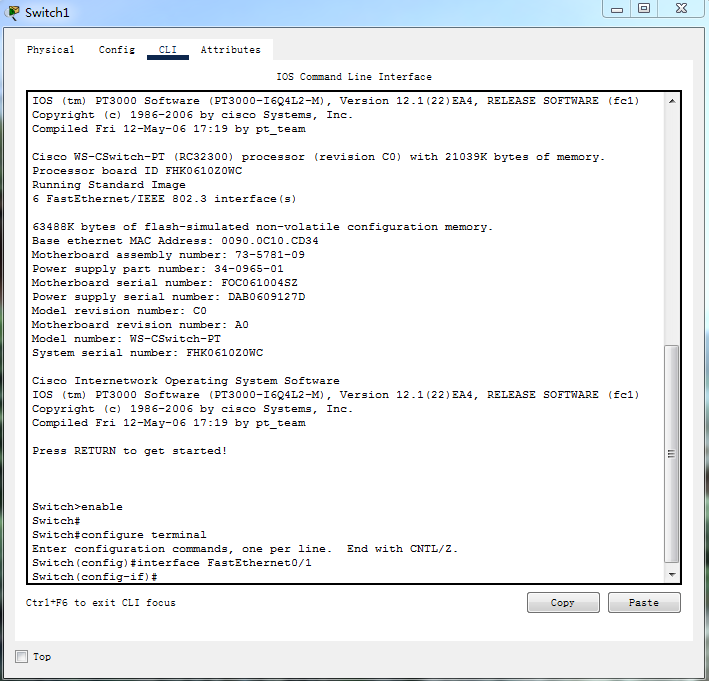 Switch1
Physical Config CLI Attributes
IOS Command Line Interface
IOS (tm) PT3000 Software (PT3000-I6Q4L2-M), Version 12.1(22)EA4, RELEASE SOFTWARE (fc1)
Copyright (c) 1986-2006 by cisco Systems, Inc.
Compiled Fri 12-May-06 17:19 by pt_team
Cisco WS-CSwitch-PT (RC32300) processor (revision C0) with 21039K bytes of memory.
Processor board ID FHK0610Z0WC
Running Standard Image
6 FastEthernet/IEEE 802.3 interface(s)
63488K bytes of flash-simulated non-volatile configuration memory.
Base ethernet MAC Address: 0090.0C10.CD34
Motherboard assembly number: 73-5781-09
Power supply part number: 34-0965-01
Motherboard serial number: FOC061004SZ
Power supply serial number: DAB0609127D
Model revision number: C0
Motherboard revision number: A0
Model number: WS-CSwitch-PT
System serial number: FHK0610Z0WC
Cisco Internetwork Operating System Software
IOS (tm) PT3000 Software (PT3000-I6Q4L2-M), Version 12.1(22)EA4, RELEASE SOFTWARE (fc1)
Copyright (c) 1986-2006 by cisco Systems, Inc.
Compiled Fri 12-May-06 17:19 by pt_team
Press RETURN to get started!
Switch>enable
Switch#
Switch#configure terminal
Enter configuration commands, one per line.  End with CNTL/Z.
Switch(config)#interface FastEthernet0/1
Switch(config-if)#
Ctrl+F6 to exit CLI focus
Copy Paste
Top